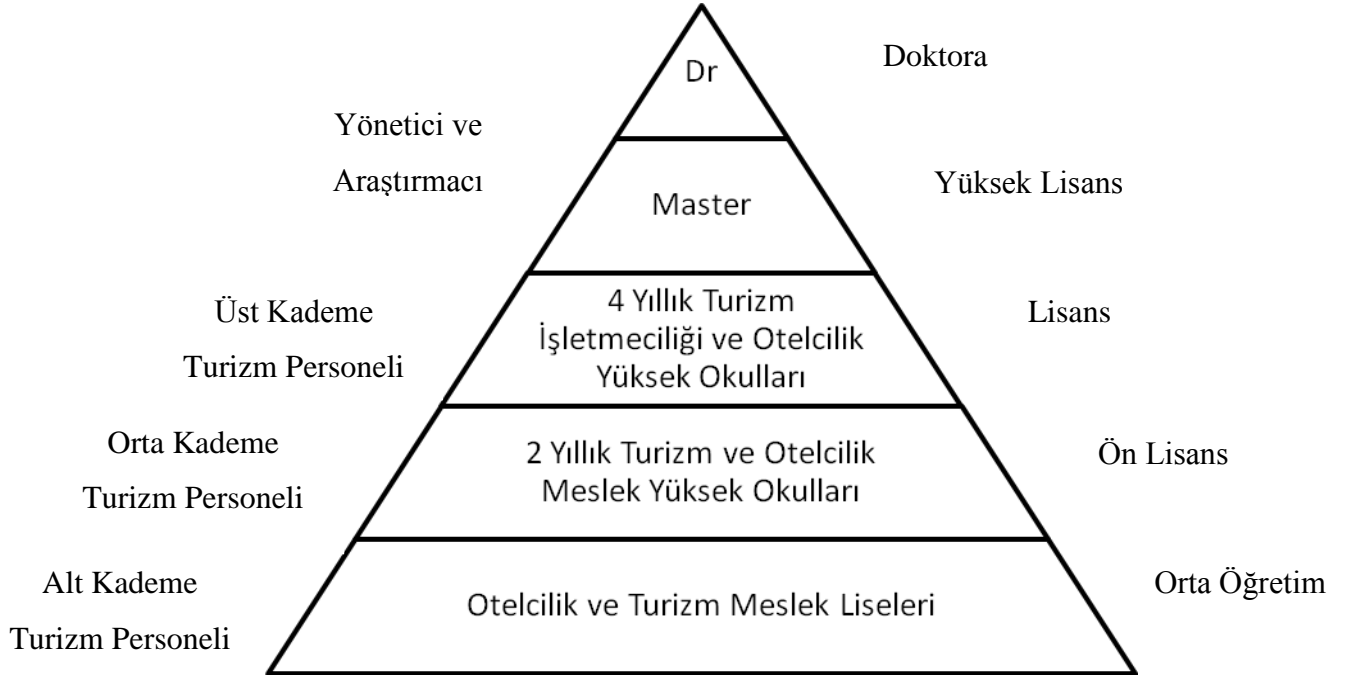 Dr
Doktora
Yönetici ve
Araştırmacı
Master
Yüksek Lisans
Üst Kademe
Turizm Personeli
4 Yıllık Turizm
İşletmeciliği ve Otelcilik
Yüksek Okulları
Lisans
Orta Kademe
Turizm Personeli
2 Yıllık Turizm ve Otelcilik
Meslek Yüksek Okulları
Ön Lisans
Alt Kademe
Turizm Personeli
Otelcilik ve Turizm Meslek Liseleri
Orta Öğretim